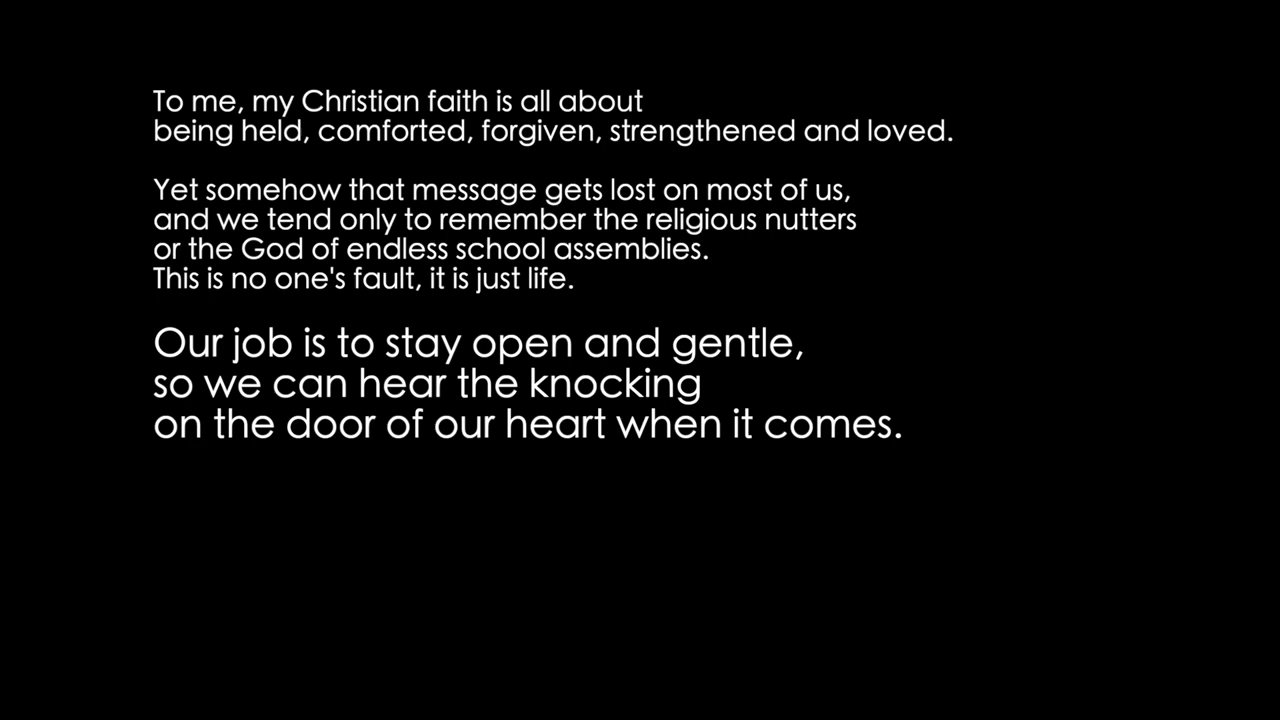 To me, my Christian faith is all about
being held, comforted, forgiven, strengthened and loved.
Yet somehow that message gets lost on most of us,
and we tend only to remember the religious nutters
or the God of endless school assemblies.
This is no one's fault, it is just life.
Our job is to stay open and gentle,
so we can hear the knocking
on the door of our heart when it comes.